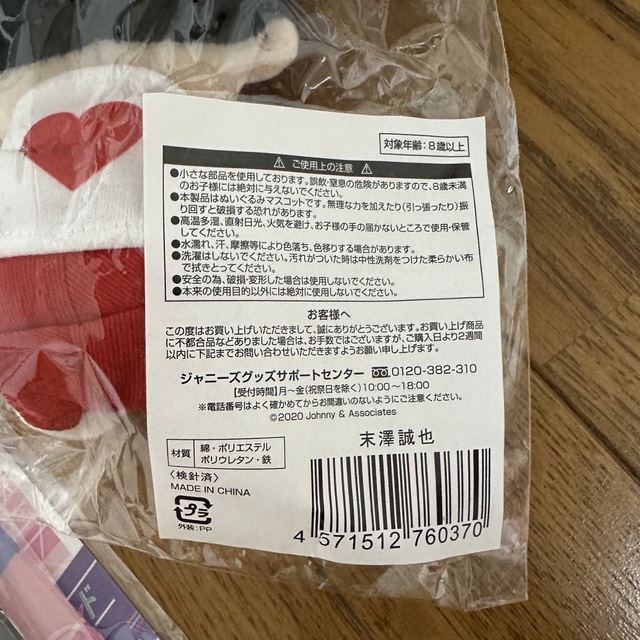 対象年齢:8歳以上
⚠ ご使用上の注意 ⚠
●小さな部品を使用しております。誤飲・窒息の危険がありますので、8歳未満
のお子様には絶対に与えないでください。
●本製品はぬいぐるみマスコットです。無理な力を加えたり(引っ張ったり)振
り回すと破損する恐れがあります。
●高温多湿、直射日光、火気を避け、お子様の手の届かないところで使用・保管
してください。
●水濡れ、汗、摩擦等により色落ち、色移りする場合があります。
●洗濯はしないでください。汚れがついた時は中性洗剤をつけた柔らかい布
で拭きとってください。
●安全の為、破損・変形した場合は使用しないでください。
●本来の使用目的以外には絶対に使用しないでください。
お客様へ
この度はお買い上げいただきまして、誠にありがとうございます。お買い上げ商品
に不都合品などありました場合は、お手数ではございますが、ご購入日より2週間
以内に下記までお問い合わせいただきますようお願い申し上げます。
ジャニーズグッズサポートセンター 0120-382-310
【受付時間】月〜金(祝祭日を除く)10:00〜18:00
※電話番号はよく確かめてからお間違いのないようにご注意ください。
©2020 Johnny & Associates
材質 綿・ポリエステル
ポリウレタン・鉄
末澤誠也
〈検針済〉
MADE IN CHINA
プラ
外装:PP
4 571512 760370